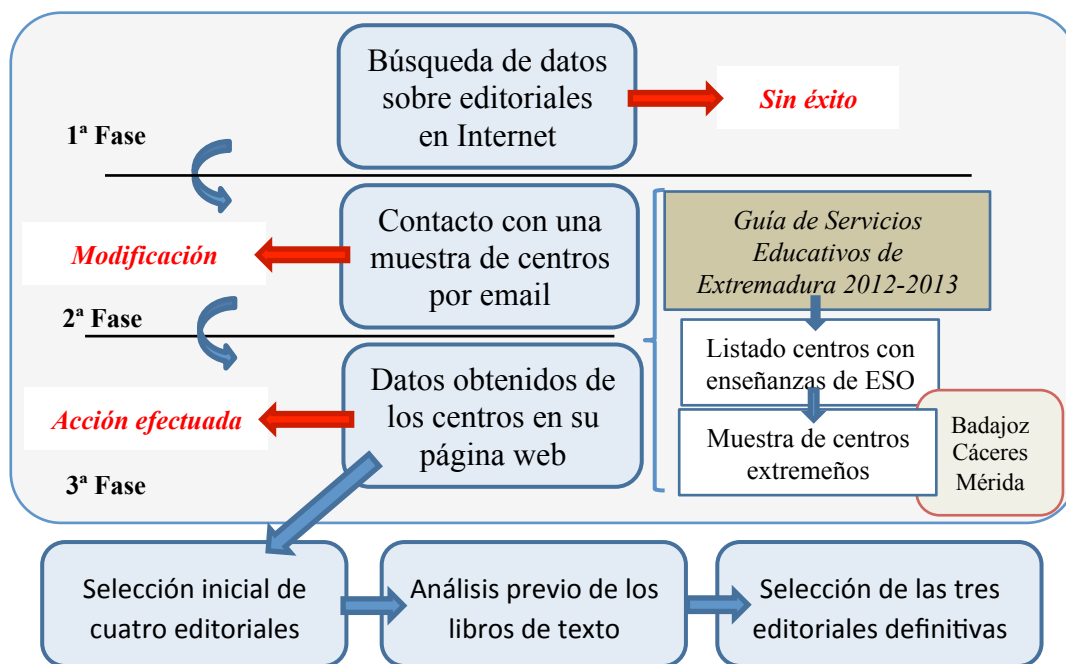 Búsqueda de datos
sobre editoriales
en Internet
Sin éxito
1ª Fase
Contacto con una
muestra de centros
por email
Modificación
2ª Fase
Guía de Servicios
Educativos de
Extremadura 2012-2013
Listado centros con
enseñanzas de ESO
Muestra de centros
extremeños
Badajoz
Cáceres
Mérida
Datos obtenidos de
los centros en su
página web
Acción efectuada
3ª Fase
Selección inicial de
cuatro editoriales
Análisis previo de los
libros de texto
Selección de las tres
editoriales definitivas